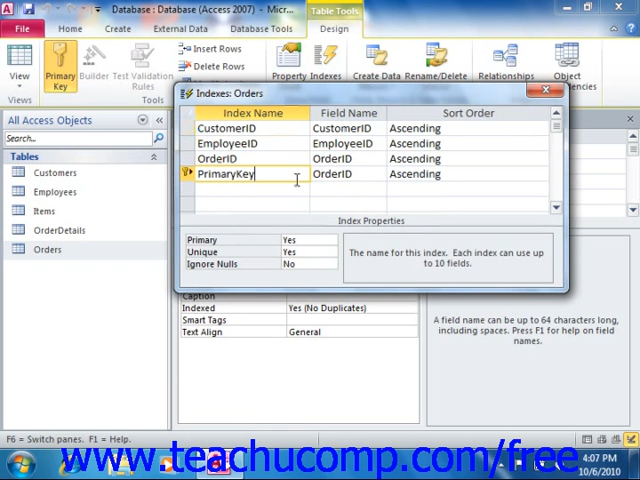 Database : Database (Access 2007) - Micr...
Table Tools
File
Home
Create
External Data
Database Tools
Design
View
Views
Primary
Key
Builder
Test Validation
Rules
Insert Rows
Delete Rows
Tools
Property
Indexes
Create Data
Rename/Delete
Relationships
Object
All Access Objects
Search...
Tables
Customers
Employees
Items
OrderDetails
Orders
Indexes: Orders
Index Name Field Name Sort Order
CustomerID CustomerID Ascending
EmployeeID EmployeeID Ascending
OrderID OrderID Ascending
PrimaryKey OrderID Ascending
Index Properties
Primary Yes
Unique Yes
Ignore Nulls No
The name for this index. Each index can use up
to 10 fields.
Caption
Indexed Yes (No Duplicates)
Smart Tags
Text Align General
A field name can be up to 64 characters long,
including spaces. Press F1 for help on field
names.
F6 = Switch panes. F1 = Help.
www.teachucomp.com/free
4:07 PM
10/6/2010